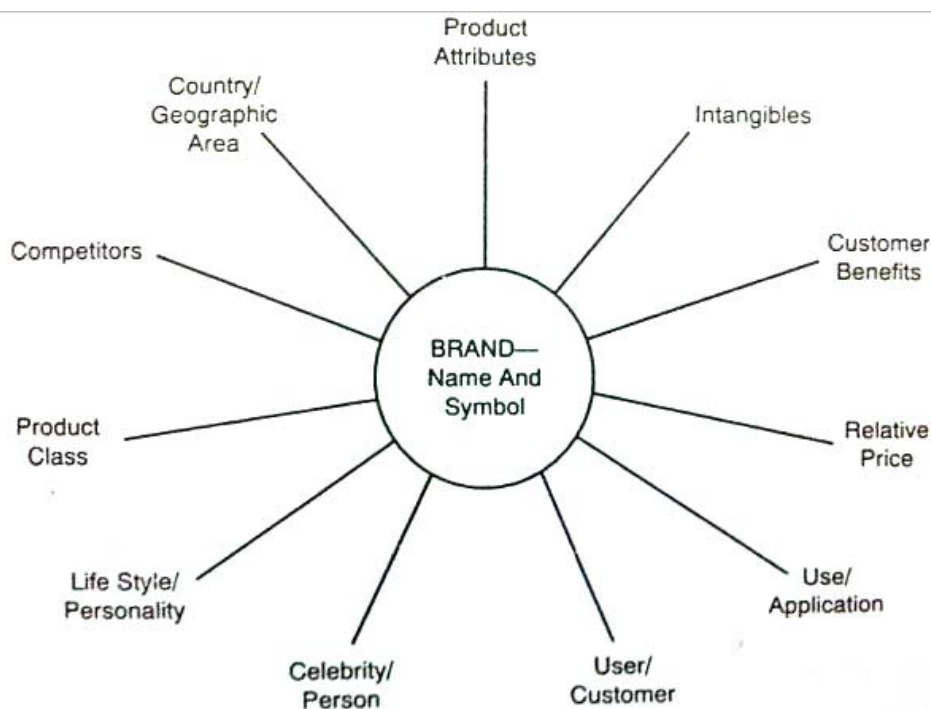 Product
Attributes
Country/
Geographic
Area
Intangibles
Competitors
Customer
Benefits
BRAND—
Name And
Symbol
Product
Class
Relative
Price
Life Style/
Personality
Use/
Application
Celebrity/
Person
User/
Customer